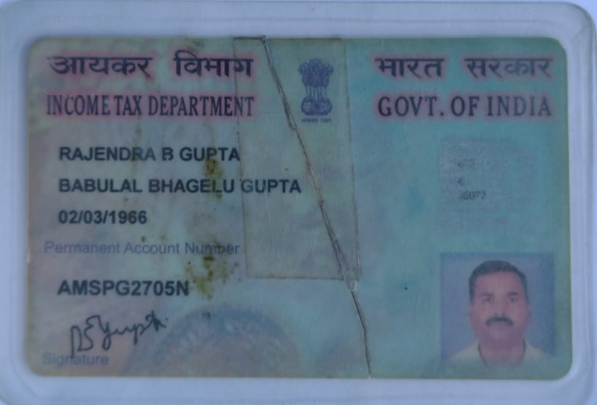 आयकर विभाग
भारत सरकार
INCOME TAX DEPARTMENT
GOVT. OF INDIA
RAJENDRA B GUPTA
BABULAL BHAGELU GUPTA
02/03/1966
Permanent Account Number
AMSPG2705N
Signature